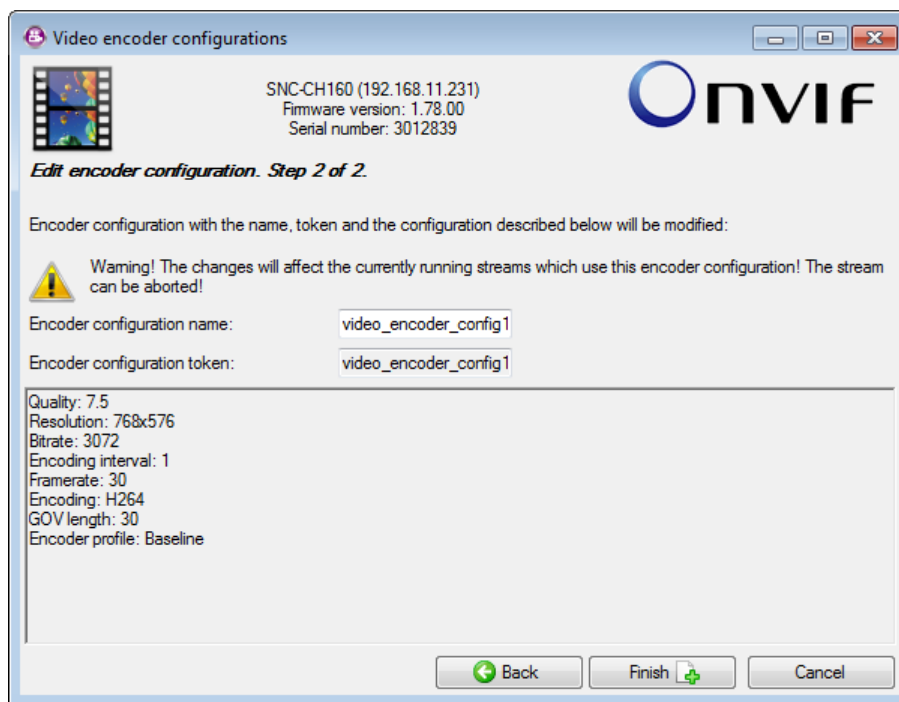 Video encoder configurations
SNC-CH160 (192.168.11.231)
Firmware version: 1.78.00
Serial number: 3012839
ONVIF
Edit encoder configuration. Step 2 of 2.
Encoder configuration with the name, token and the configuration described below will be modified:
Warning! The changes will affect the currently running streams which use this encoder configuration! The stream
can be aborted!
Encoder configuration name: video_encoder_config1
Encoder configuration token: video_encoder_config1
Quality: 7.5
Resolution: 768x576
Bitrate: 3072
Encoding interval: 1
Framerate: 30
Encoding: H264
GOV length: 30
Encoder profile: Baseline
Back Finish Cancel